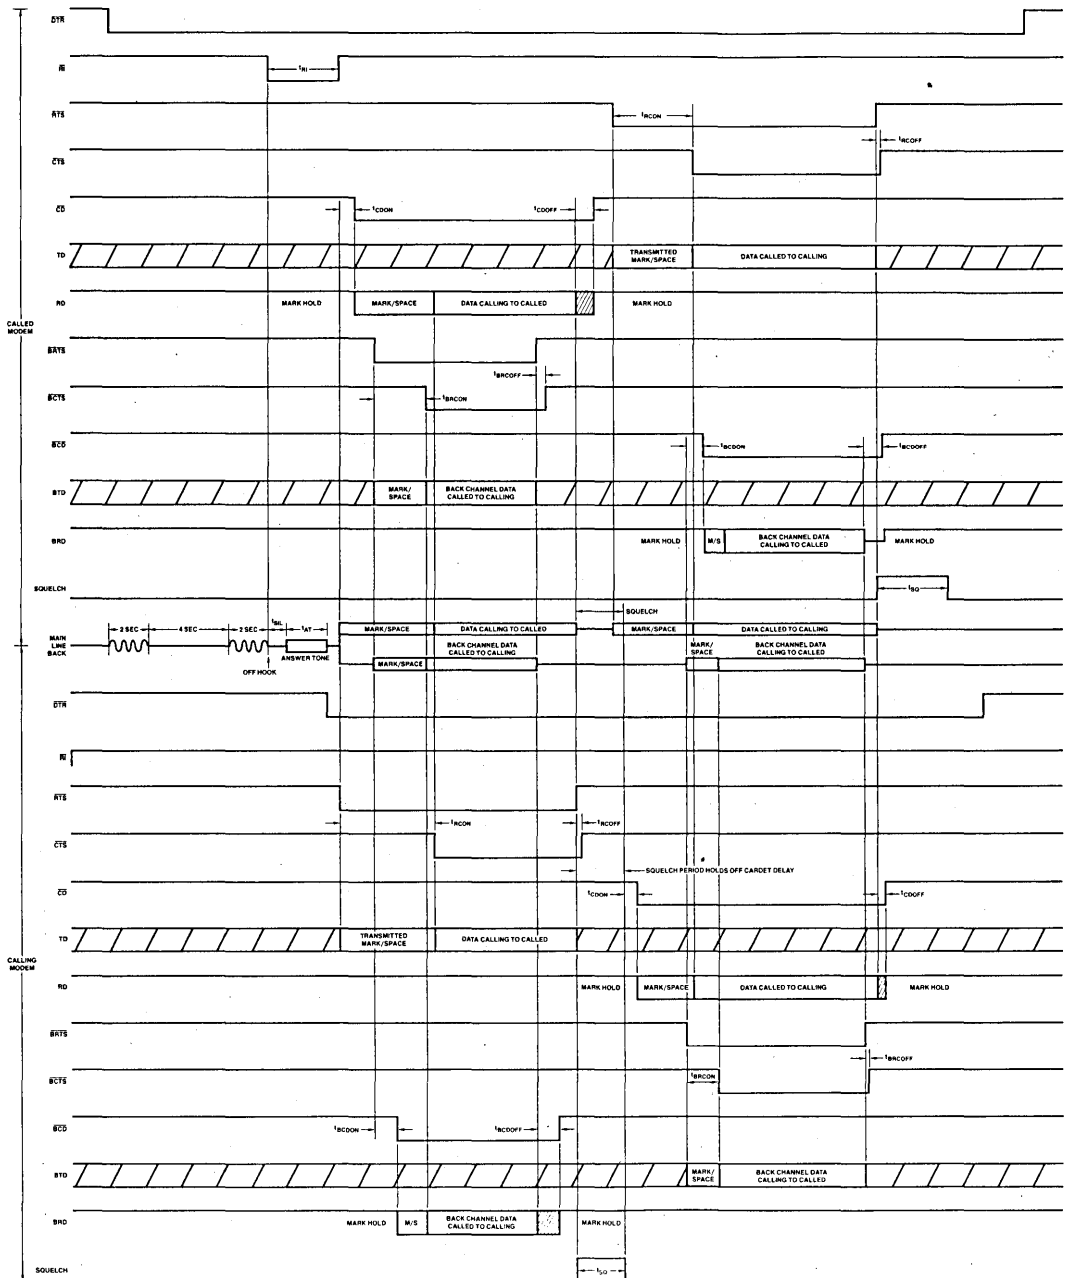 DTR
RI
tRI
RTS
tRCON
tRCOFF
CTS
CD
tCDON
tCDOFF
TD
TRANSMITTED
MARK/SPACE
DATA CALLED TO CALLING
RD
MARK HOLD
MARK/SPACE
DATA CALLING TO CALLED
MARK HOLD
CALLED
MODEM
BRTS
tBRCOFF
BCTS
tBRCON
BCD
tBCDON
tBCDOFF
BTD
MARK/
SPACE
BACK CHANNEL DATA
CALLED TO CALLING
BRD
MARK HOLD
M/S
BACK CHANNEL DATA
CALLING TO CALLED
MARK HOLD
SQUELCH
tSQ
SQUELCH
MAIN
LINE
BACK
2 SEC
4 SEC
2 SEC
tSIL
tAT
ANSWER TONE
OFF HOOK
MARK/SPACE
DATA CALLING TO CALLED
MARK/SPACE
DATA CALLED TO CALLING
MARK/SPACE
BACK CHANNEL DATA
CALLED TO CALLING
MARK/
SPACE
BACK CHANNEL DATA
CALLING TO CALLED
DTR
RI
RTS
tRCON
tRCOFF
CTS
SQUELCH PERIOD HOLDS OFF CARDET DELAY
CD
tCDON
tCDOFF
TD
TRANSMITTED
MARK/SPACE
DATA CALLING TO CALLED
CALLING
MODEM
RD
MARK HOLD
MARK/SPACE
DATA CALLED TO CALLING
MARK HOLD
BRTS
tBRCOFF
BCTS
tBRCON
BCD
tBCDON
tBCDOFF
BTD
MARK/
SPACE
BACK CHANNEL DATA
CALLING TO CALLED
BRD
MARK HOLD
M/S
BACK CHANNEL DATA
CALLED TO CALLING
MARK HOLD
SQUELCH
tSQ